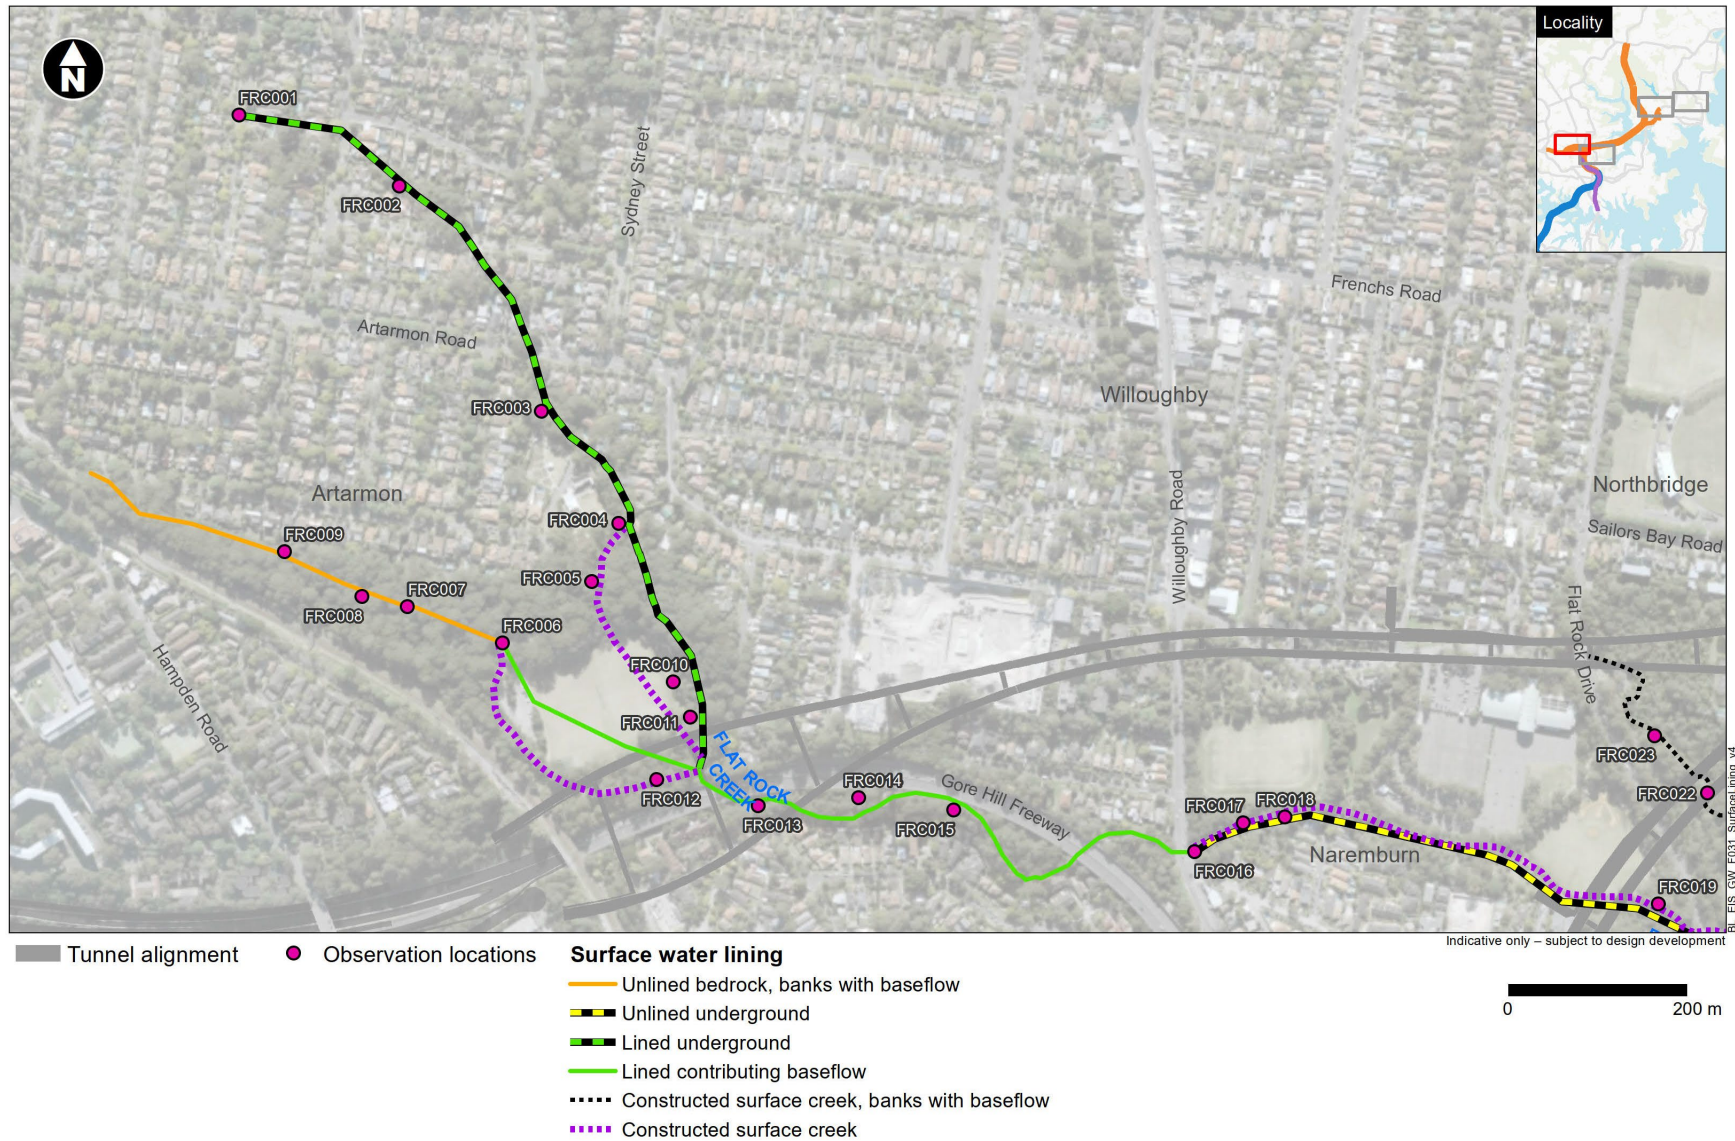 Locality
N
FRC001
FRC002
Sydney Street
Frenchs Road
Artarmon Road
Willoughby
FRC003
Artarmon
Willoughby Road
Northbridge
Sailors Bay Road
FRC004
FRC009
FRC005
FRC007
FRC008
FRC006
Flat Rock Drive
Hampden Road
FRC010
FRC011
FLAT ROCK
CREEK
FRC012
FRC013
FRC014
FRC015
Gore Hill Freeway
FRC017
FRC018
FRC016
Naremburn
FRC023
FRC022
FRC019
Indicative only – subject to design development
Tunnel alignment
Observation locations
Surface water lining
Unlined bedrock, banks with baseflow
Unlined underground
Lined underground
Lined contributing baseflow
Constructed surface creek, banks with baseflow
Constructed surface creek
0
200 m